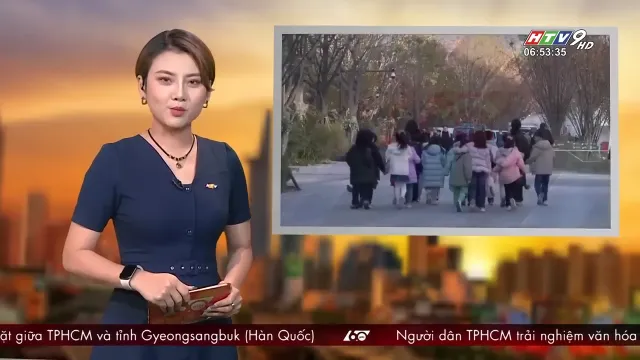 HTV9 HD
06:53:35
ặt giữa TPHCM và tỉnh Gyeongsangbuk (Hàn Quốc)
Người dân TPHCM trải nghiệm văn hóa